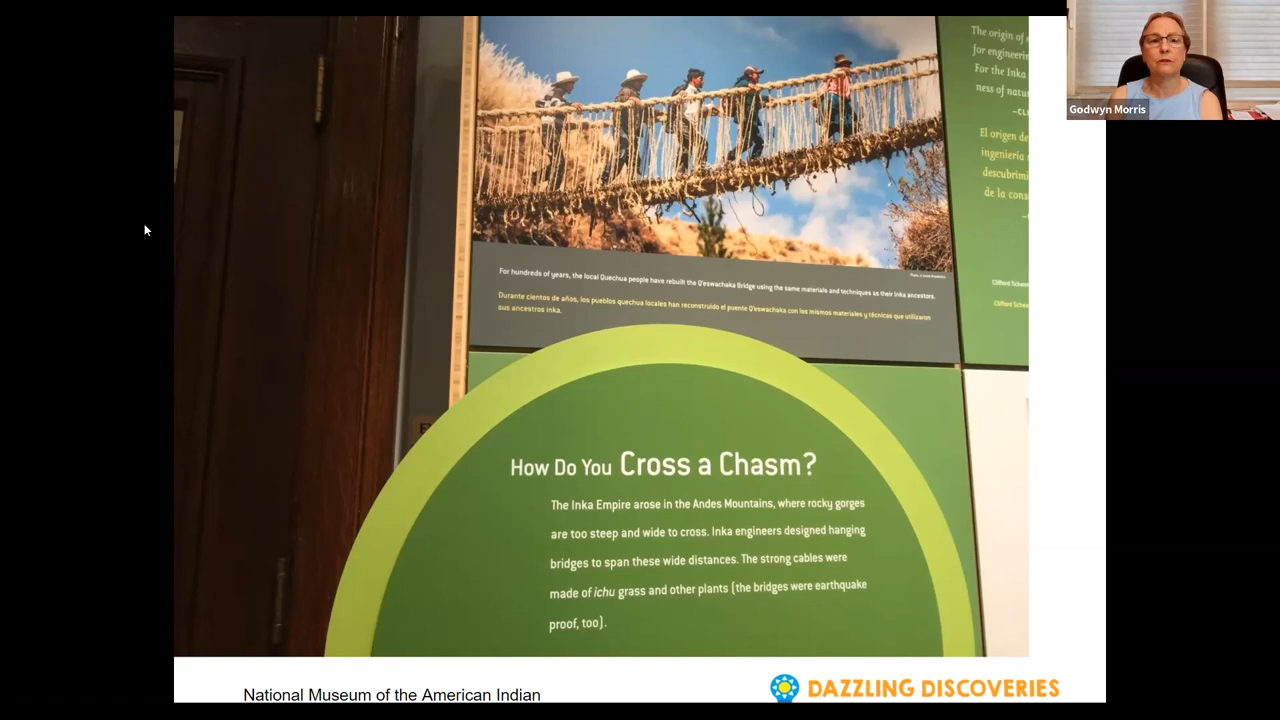 The origin of
for engineerin
For the Inka
ness of natu
El origen de
ingeniería
descubrimi
de la cons
Godwyn Morris
For hundreds of years, the local Quechua people have rebuilt the Q'eswachaka Bridge using the same materials and techniques as their Inka ancestors.
Durante cientos de años, los pueblos quechua locales han reconstruido el puente Q'eswachaka con los mismos materiales y técnicas que utilizaron
sus ancestros inka.
How Do You Cross a Chasm?
The Inka Empire arose in the Andes Mountains, where rocky gorges
are too steep and wide to cross. Inka engineers designed hanging
bridges to span these wide distances. The strong cables were
made of ichu grass and other plants (the bridges were earthquake
proof, too).
National Museum of the American Indian
DAZZLING DISCOVERIES